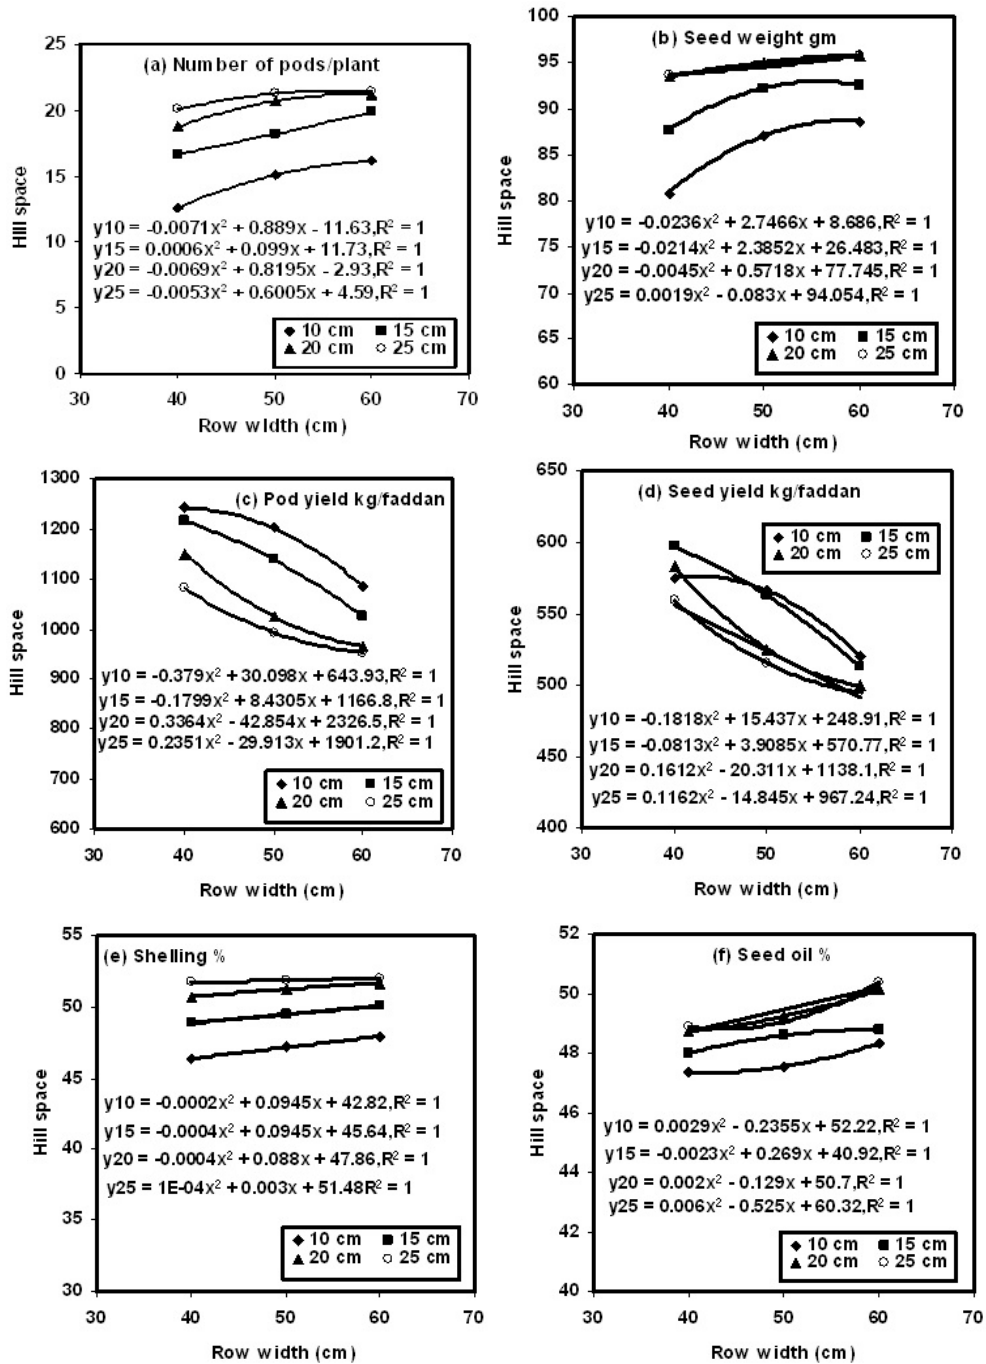 (a) Number of pods/plant
25
20
15
10
5
0
Hill space
y10 = -0.0071x² + 0.889x - 11.63,R² = 1
y15 = 0.0006x² + 0.099x + 11.73,R² = 1
y20 = -0.0069x² + 0.8195x - 2.93,R² = 1
y25 = -0.0053x² + 0.6005x + 4.59,R² = 1
10 cm 15 cm
20 cm 25 cm
30 40 50 60 70
Row width (cm)
(b) Seed weight gm
100
95
90
85
80
75
70
65
60
Hill space
y10 = -0.0236x² + 2.7466x + 8.686,R² = 1
y15 = -0.0214x² + 2.3852x + 26.483,R² = 1
y20 = -0.0045x² + 0.5718x + 77.745,R² = 1
y25 = 0.0019x² - 0.083x + 94.054,R² = 1
10 cm 15 cm
20 cm 25 cm
30 40 50 60 70
Row width (cm)
(c) Pod yield kg/faddan
1300
1200
1100
1000
900
800
700
600
Hill space
y10 = -0.379x² + 30.098x + 643.93,R² = 1
y15 = -0.1799x² + 8.4305x + 1166.8,R² = 1
y20 = 0.3364x² - 42.854x + 2326.5,R² = 1
y25 = 0.2351x² - 29.913x + 1901.2,R² = 1
10 cm 15 cm
20 cm 25 cm
30 40 50 60 70
Row width (cm)
(d) Seed yield kg/faddan
650
600
550
500
450
400
Hill space
10 cm 15 cm
20 cm 25 cm
y10 = -0.1818x² + 15.437x + 248.91,R² = 1
y15 = -0.0813x² + 3.9085x + 570.77,R² = 1
y20 = 0.1612x² - 20.311x + 1138.1,R² = 1
y25 = 0.1162x² - 14.845x + 967.24,R² = 1
30 40 50 60 70
Row width (cm)
(e) Shelling %
55
50
45
40
35
30
Hill space
y10 = -0.0002x² + 0.0945x + 42.82,R² = 1
y15 = -0.0004x² + 0.0945x + 45.64,R² = 1
y20 = -0.0004x² + 0.088x + 47.86,R² = 1
y25 = 1E-04x² + 0.003x + 51.48R² = 1
10 cm 15 cm
20 cm 25 cm
30 40 50 60 70
Row width (cm)
(f) Seed oil %
52
50
48
46
44
42
40
Hill space
y10 = 0.0029x² - 0.2355x + 52.22,R² = 1
y15 = -0.0023x² + 0.269x + 40.92,R² = 1
y20 = 0.002x² - 0.129x + 50.7,R² = 1
y25 = 0.006x² - 0.525x + 60.32,R² = 1
10 cm 15 cm
20 cm 25 cm
30 40 50 60 70
Row width (cm)